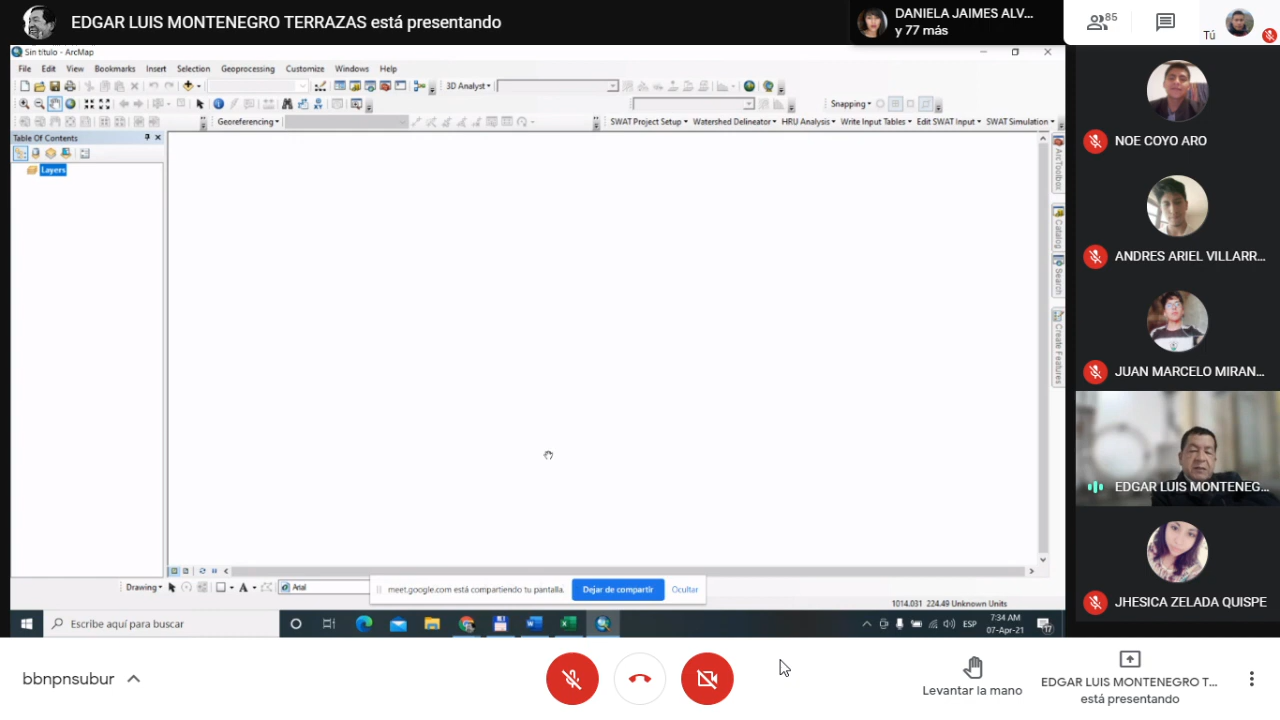 EDGAR LUIS MONTENEGRO TERRAZAS está presentando
DANIELA JAIMES ALV...
y 77 más
85
Tú
Sin título - ArcMap
File Edit View Bookmarks Insert Selection Geoprocessing Customize Windows Help
3D Analyst
Snapping
Georeferencing
SWAT Project Setup Watershed Delineator HRU Analysis Write Input Tables Edit SWAT Input SWAT Simulation
Table Of Contents
Layers
ArcToolbox
Catalog
Search
Create Features
Drawing
A
Arial
meet.google.com está compartiendo tu pantalla.
Dejar de compartir
Ocultar
1014.031 224.49 Unknown Units
Escribe aquí para buscar
ESP
7:34 AM
07-Apr-21
17
NOE COYO ARO
ANDRES ARIEL VILLARR...
JUAN MARCELO MIRAN...
EDGAR LUIS MONTENEG...
JHESICA ZELADA QUISPE
bbnpnsubur
Levantar la mano
EDGAR LUIS MONTENEGRO T...
está presentando